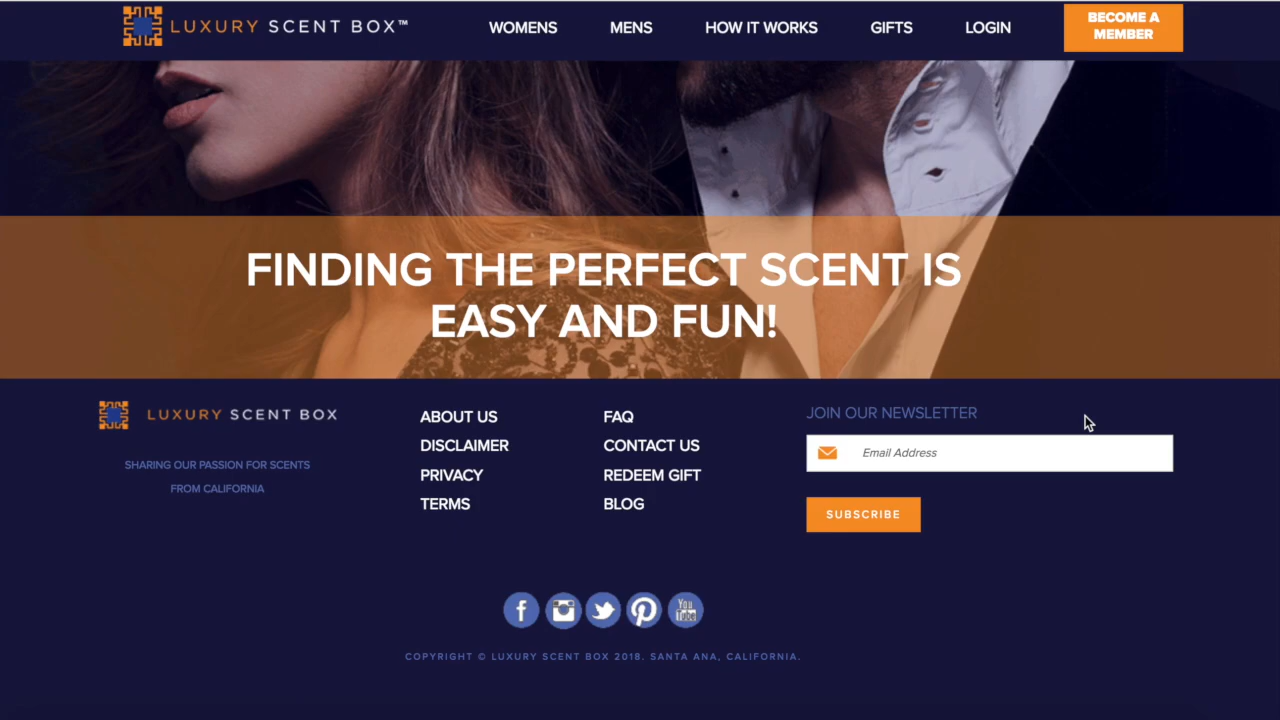 LUXURY SCENT BOX™
WOMENS
MENS
HOW IT WORKS
GIFTS
LOGIN
BECOME A
MEMBER
FINDING THE PERFECT SCENT IS
EASY AND FUN!
LUXURY SCENT BOX
SHARING OUR PASSION FOR SCENTS
FROM CALIFORNIA
ABOUT US
DISCLAIMER
PRIVACY
TERMS
FAQ
CONTACT US
REDEEM GIFT
BLOG
JOIN OUR NEWSLETTER
Email Address
SUBSCRIBE
You
Tube
COPYRIGHT © LUXURY SCENT BOX 2018. SANTA ANA, CALIFORNIA.